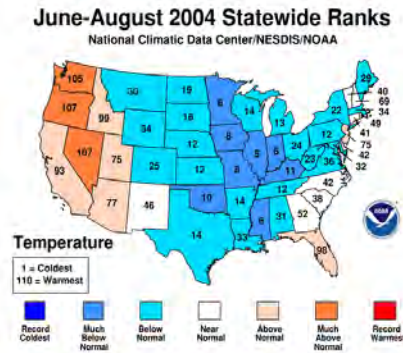 June-August 2004 Statewide Ranks
National Climatic Data Center/NESDIS/NOAA
105
19
6
29
40
107
99
34
18
14
13
22
69
34
49
12
8
24
12
41
75
93
107
75
25
12
8
5
23
36
42
32
11
77
46
10
14
12
42
38
14
33
6
31
52
98
NOAA
Temperature
1 = Coldest
110 = Warmest
Record
Coldest
Much
Below
Normal
Below
Normal
Near
Normal
Above
Normal
Much
Above
Normal
Record
Warmest